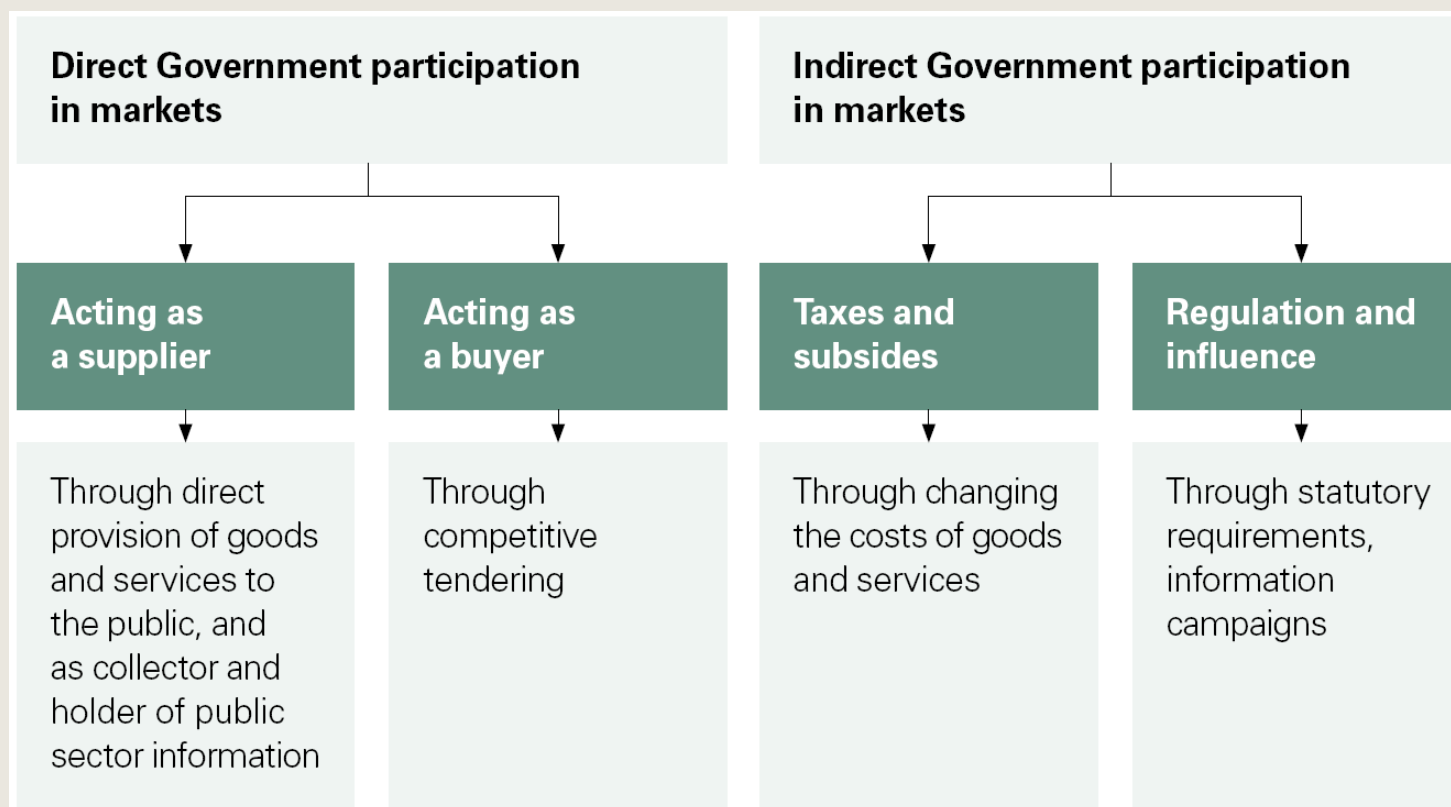 Direct Government participation
in markets
Indirect Government participation
in markets
Acting as
a supplier
Acting as
a buyer
Taxes and
subsides
Regulation and
influence
Through direct
provision of goods
and services to
the public, and
as collector and
holder of public
sector information
Through
competitive
tendering
Through changing
the costs of goods
and services
Through statutory
requirements,
information
campaigns